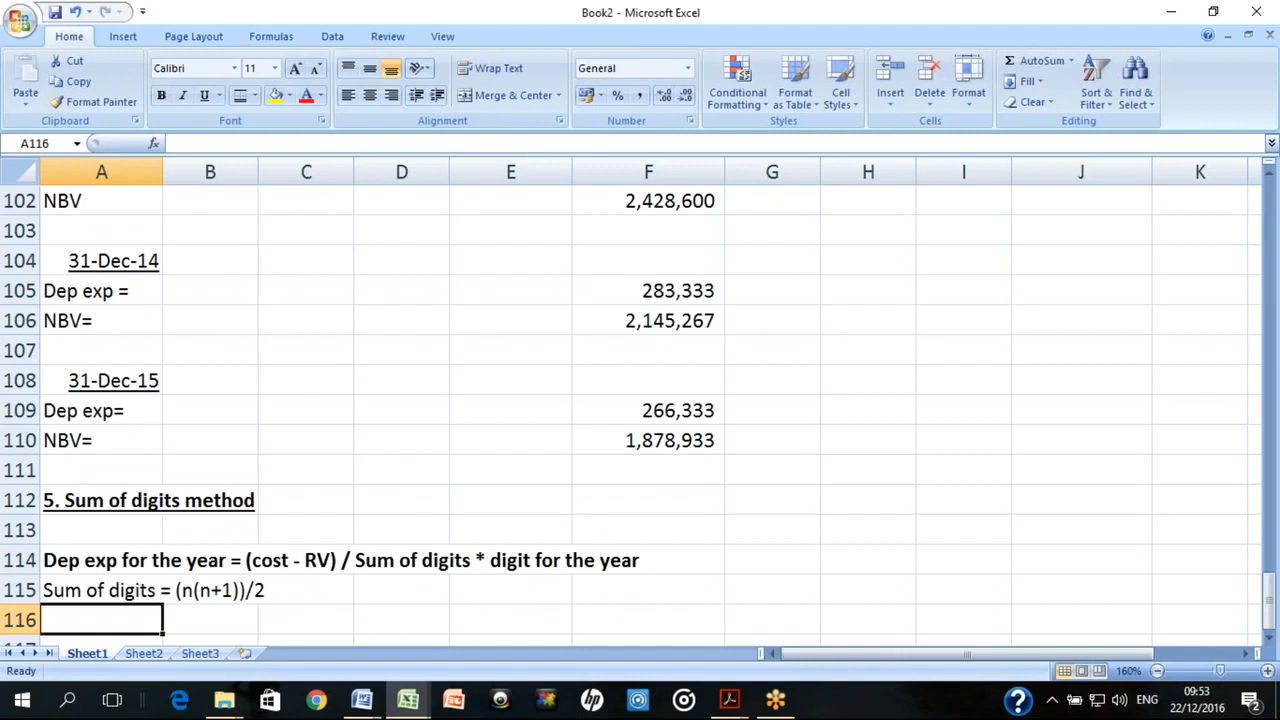 Book2 - Microsoft Excel
Home Insert Page Layout Formulas Data Review View
Paste Cut Copy Format Painter Clipboard
Calibri 11 B I U A A A Font
Wrap Text Merge & Center Alignment
General % , Number
Conditional Formatting Format as Table Cell Styles Styles
Insert Delete Format Cells
Σ AutoSum Fill Clear Sort & Filter Find & Select Editing
A116 fx
A B C D E F G H I J K
102 NBV 2,428,600
103
104 31-Dec-14
105 Dep exp = 283,333
106 NBV= 2,145,267
107
108 31-Dec-15
109 Dep exp= 266,333
110 NBV= 1,878,933
111
112 5. Sum of digits method
113
114 Dep exp for the year = (cost - RV) / Sum of digits * digit for the year
115 Sum of digits = (n(n+1))/2
116
Sheet1 Sheet2 Sheet3
Ready 160%
hp ? ENG 09:53
22/12/2016 2